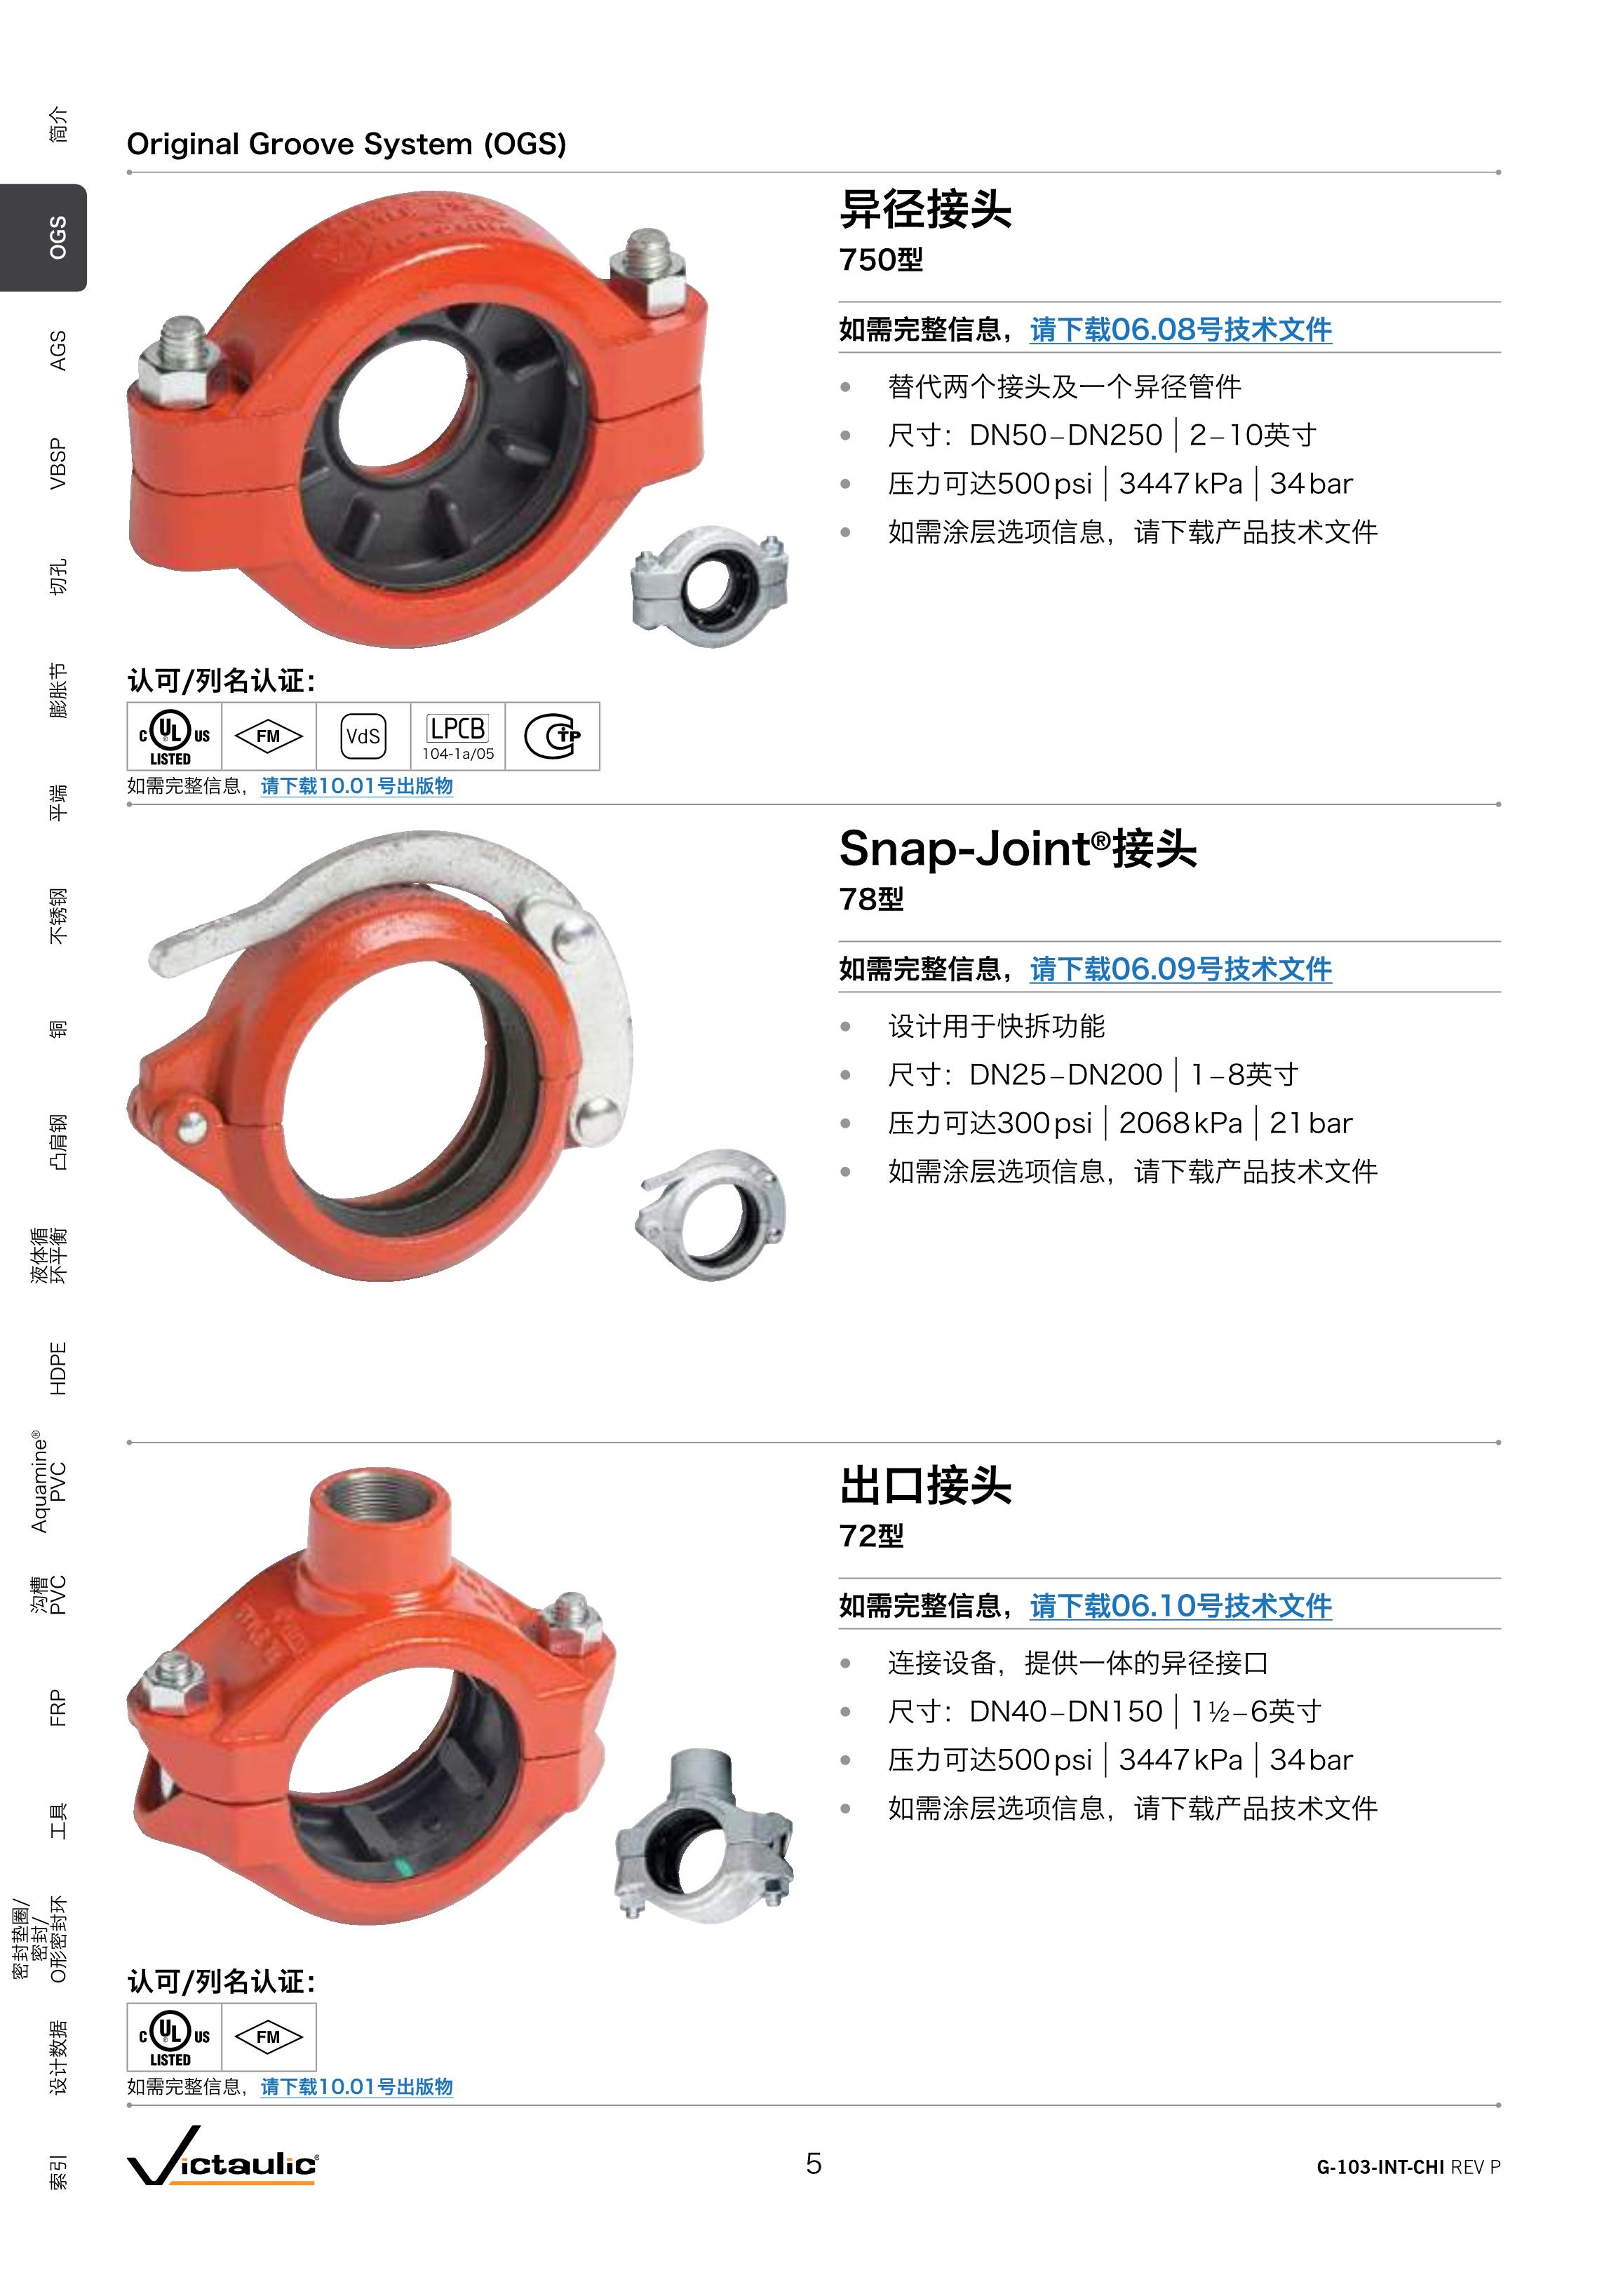 简介
OGS
AGS
VBSP
切孔
膨胀节
平端
不锈钢
铜
凸肩钢
液体循
环平衡
HDPE
Aquamine®
PVC
沟槽
PVC
FRP
工具
密封垫圈/
密封/
O形密封环
设计数据
索引
Original Groove System (OGS)
异径接头
750型
如需完整信息，请下载06.08号技术文件
• 替代两个接头及一个异径管件
• 尺寸：DN50–DN250 | 2–10英寸
• 压力可达500psi | 3447kPa | 34bar
• 如需涂层选项信息，请下载产品技术文件
认可/列名认证：
C UL US LISTED
FM
VdS
LPCB
104-1a/05
如需完整信息，请下载10.01号出版物
Snap-Joint®接头
78型
如需完整信息，请下载06.09号技术文件
• 设计用于快拆功能
• 尺寸：DN25–DN200 | 1–8英寸
• 压力可达300psi | 2068kPa | 21bar
• 如需涂层选项信息，请下载产品技术文件
出口接头
72型
如需完整信息，请下载06.10号技术文件
• 连接设备，提供一体的异径接口
• 尺寸：DN40–DN150 | 1½–6英寸
• 压力可达500psi | 3447kPa | 34bar
• 如需涂层选项信息，请下载产品技术文件
认可/列名认证：
C UL US LISTED
FM
如需完整信息，请下载10.01号出版物
Victaulic®
5
G-103-INT-CHI REV P